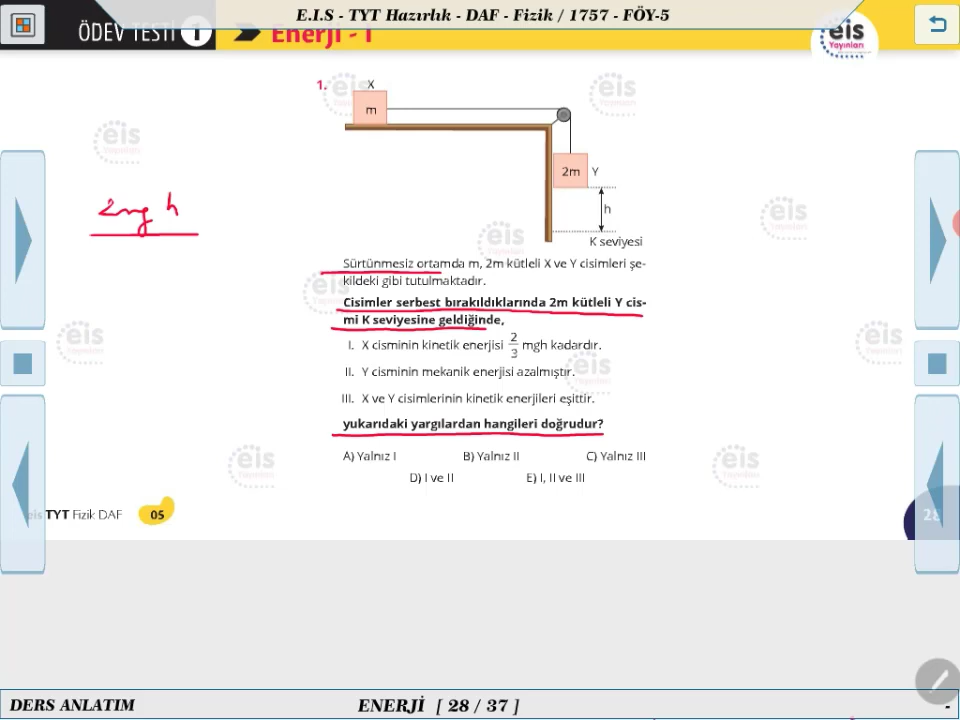 E.I.S - TYT Hazırlık - DAF - Fizik / 1757 - FÖY-5
ÖDEV TESTİ 1
Enerji - I
eis
Yayınları
1.
X
m
2m
Y
h
K seviyesi
2mg h
Sürtünmesiz ortamda m, 2m kütleli X ve Y cisimleri şe-
kildeki gibi tutulmaktadır.
Cisimler serbest bırakıldıklarında 2m kütleli Y cis-
mi K seviyesine geldiğinde,
I. X cisminin kinetik enerjisi 2/3 mgh kadardır.
II. Y cisminin mekanik enerjisi azalmıştır.
III. X ve Y cisimlerinin kinetik enerjileri eşittir.
yukarıdaki yargılardan hangileri doğrudur?
A) Yalnız I B) Yalnız II C) Yalnız III
D) I ve II E) I, II ve III
eis TYT Fizik DAF 05
28
DERS ANLATIM
ENERJİ [ 28 / 37 ]
-